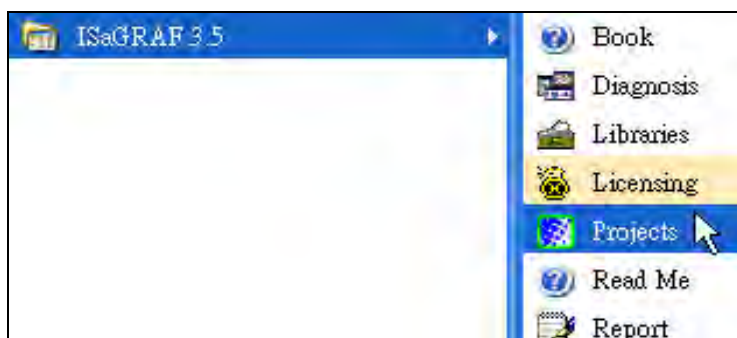 ISaGRAF 3.5
Book
Diagnosis
Libraries
Licensing
Projects
Read Me
Report